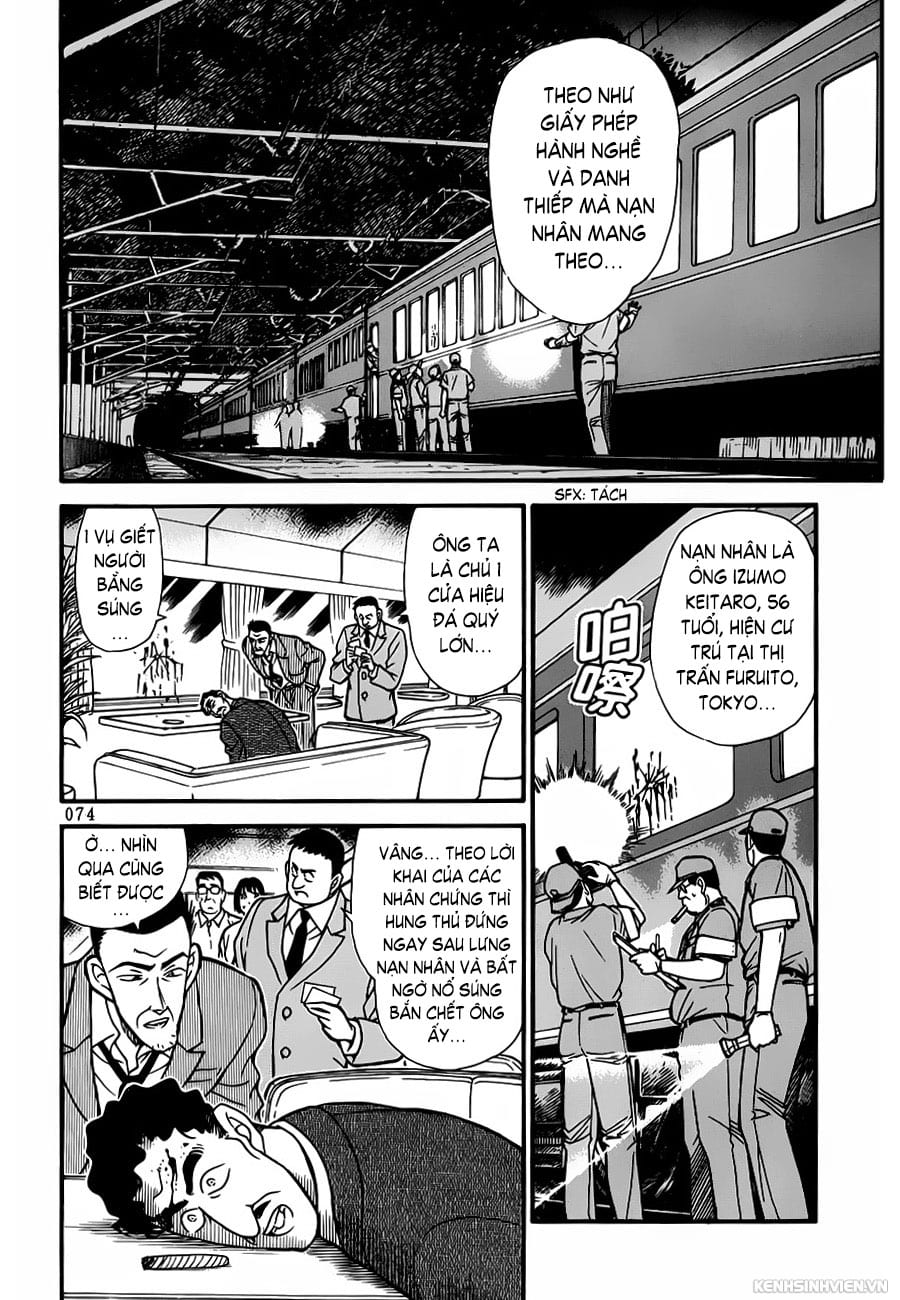 THEO NHƯ
GIẤY PHÉP
HÀNH NGHỀ
VÀ DANH
THIẾP MÀ NẠN
NHÂN MANG
THEO...
SFX: TÁCH
NẠN NHÂN LÀ
ÔNG IZUMO
KEITARO, 56
TUỔI, HIỆN CƯ
TRÚ TẠI THỊ
TRẤN FURUITO,
TOKYO...
咱
嚓
ÔNG TA
LÀ CHỦ 1
CỬA HIỆU
ĐÁ QUÝ
LỚN...
1 VỤ GIẾT
NGƯỜI
BẰNG
SÚNG
...
074
VÂNG... THEO LỜI
KHAI CỦA CÁC
NHÂN CHỨNG THÌ
HUNG THỦ ĐỨNG
NGAY SAU LƯNG
NẠN NHÂN VÀ BẤT
NGỜ NỔ SÚNG
BẮN CHẾT ÔNG
ẤY...
Ờ... NHÌN
QUA CŨNG
BIẾT ĐƯỢC
...
KENHSINHVIEN.VN